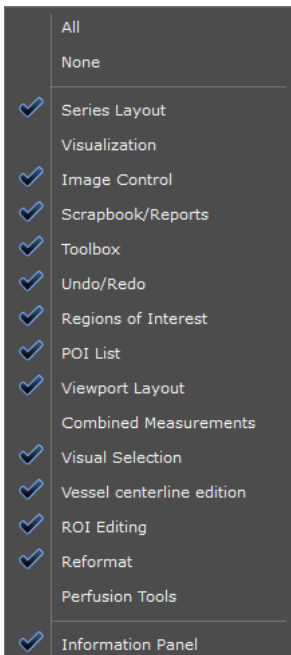 All
None
Series Layout
Visualization
Image Control
Scrapbook/Reports
Toolbox
Undo/Redo
Regions of Interest
POI List
Viewport Layout
Combined Measurements
Visual Selection
Vessel centerline edition
ROI Editing
Reformat
Perfusion Tools
Information Panel